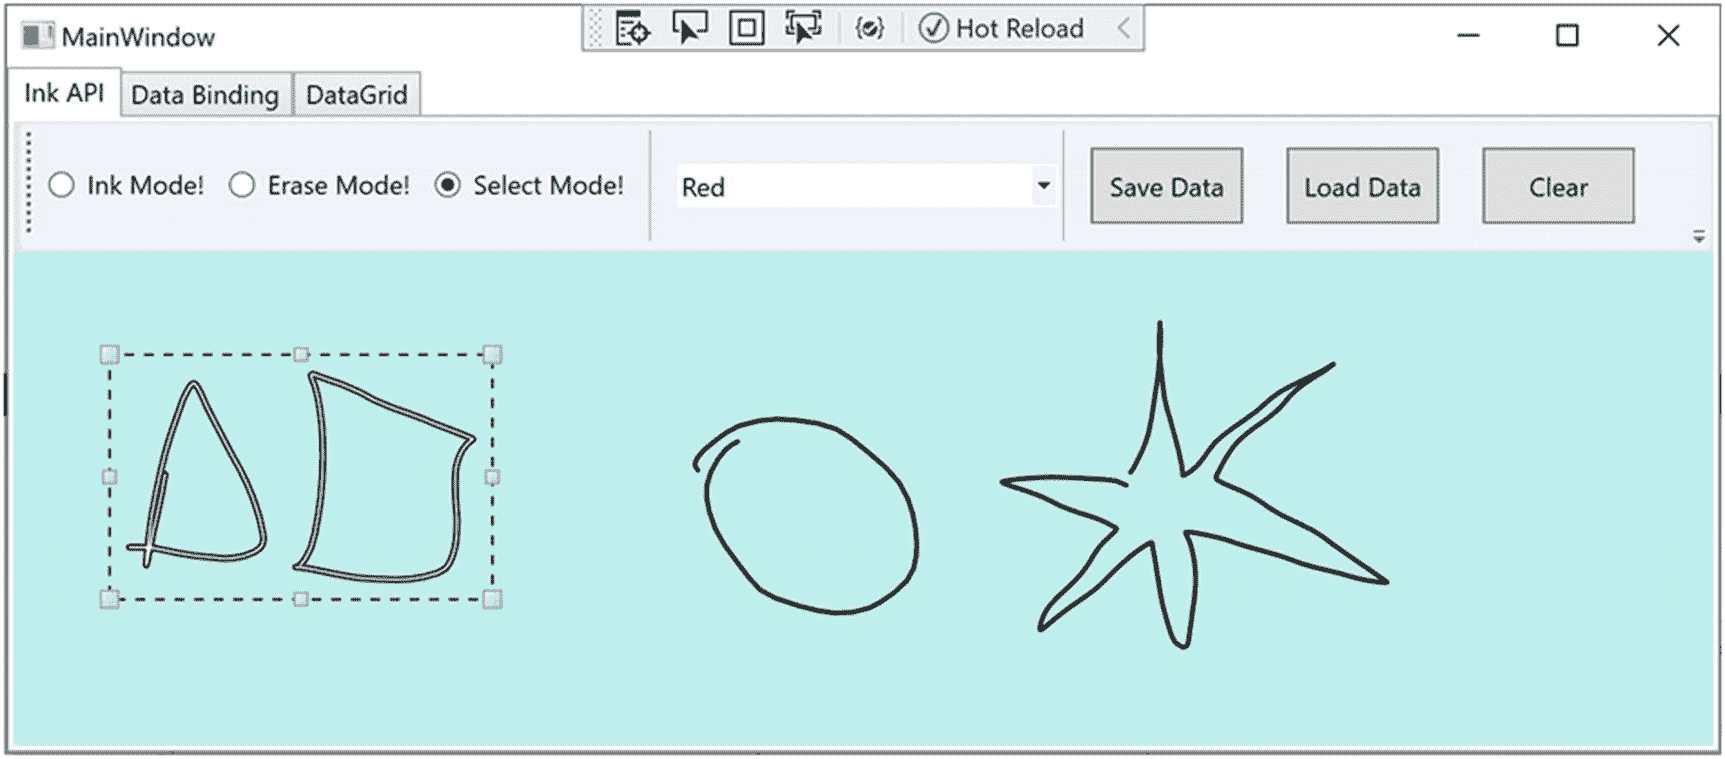 MainWindow
Hot Reload
Ink API Data Binding DataGrid
Ink Mode! Erase Mode! Select Mode! Red Save Data Load Data Clear